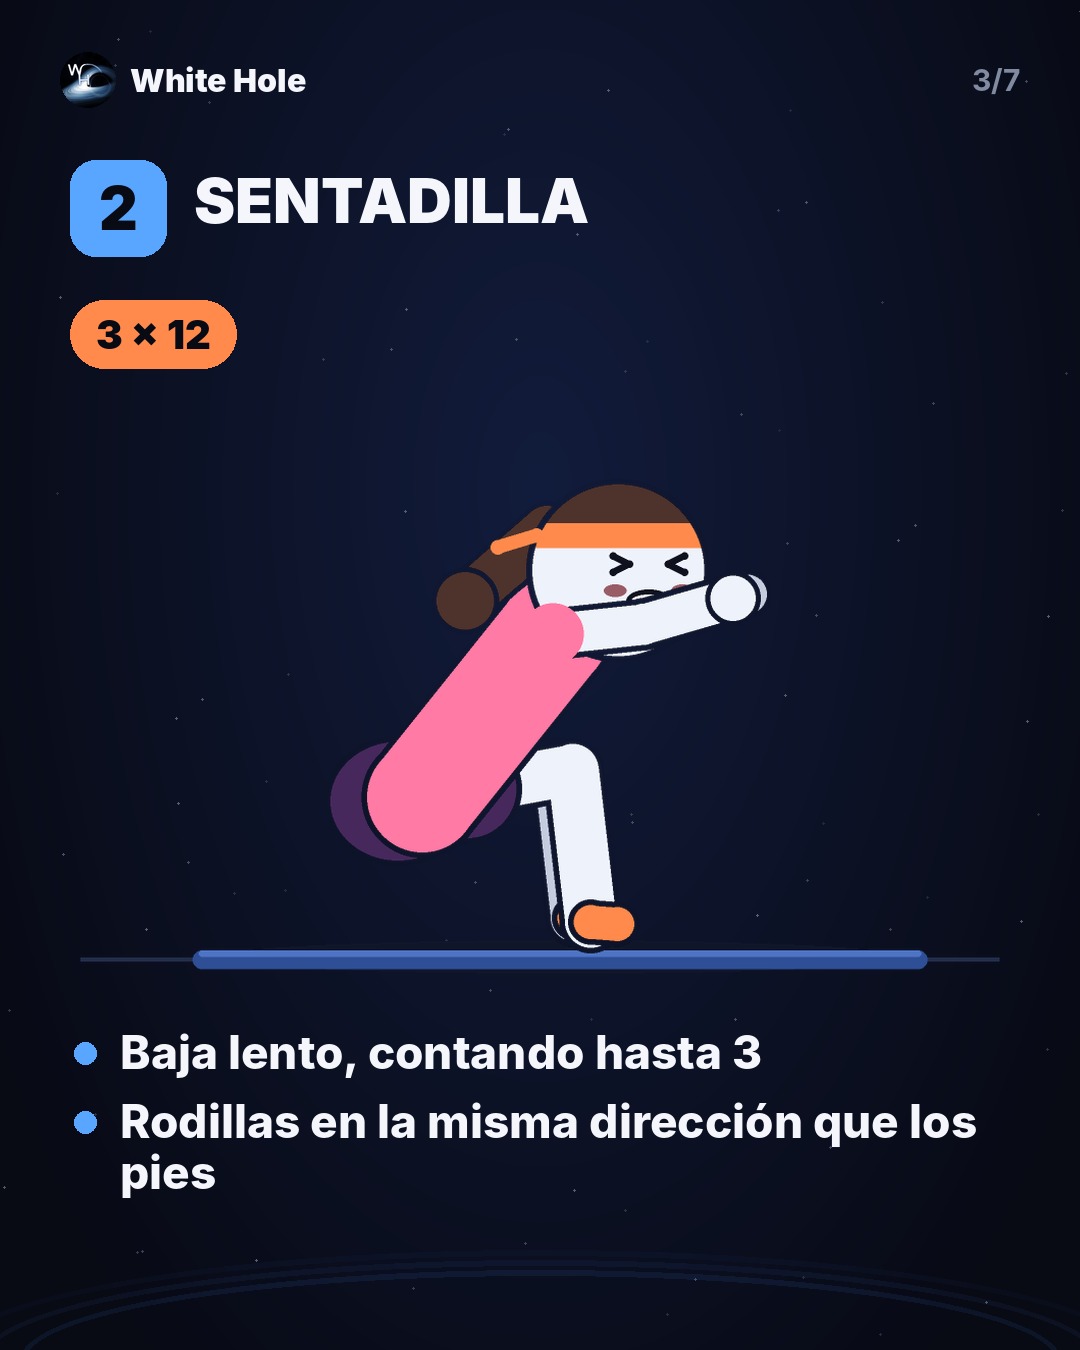 White Hole
3/7
2
SENTADILLA
3 × 12
Baja lento, contando hasta 3
Rodillas en la misma dirección que los
pies